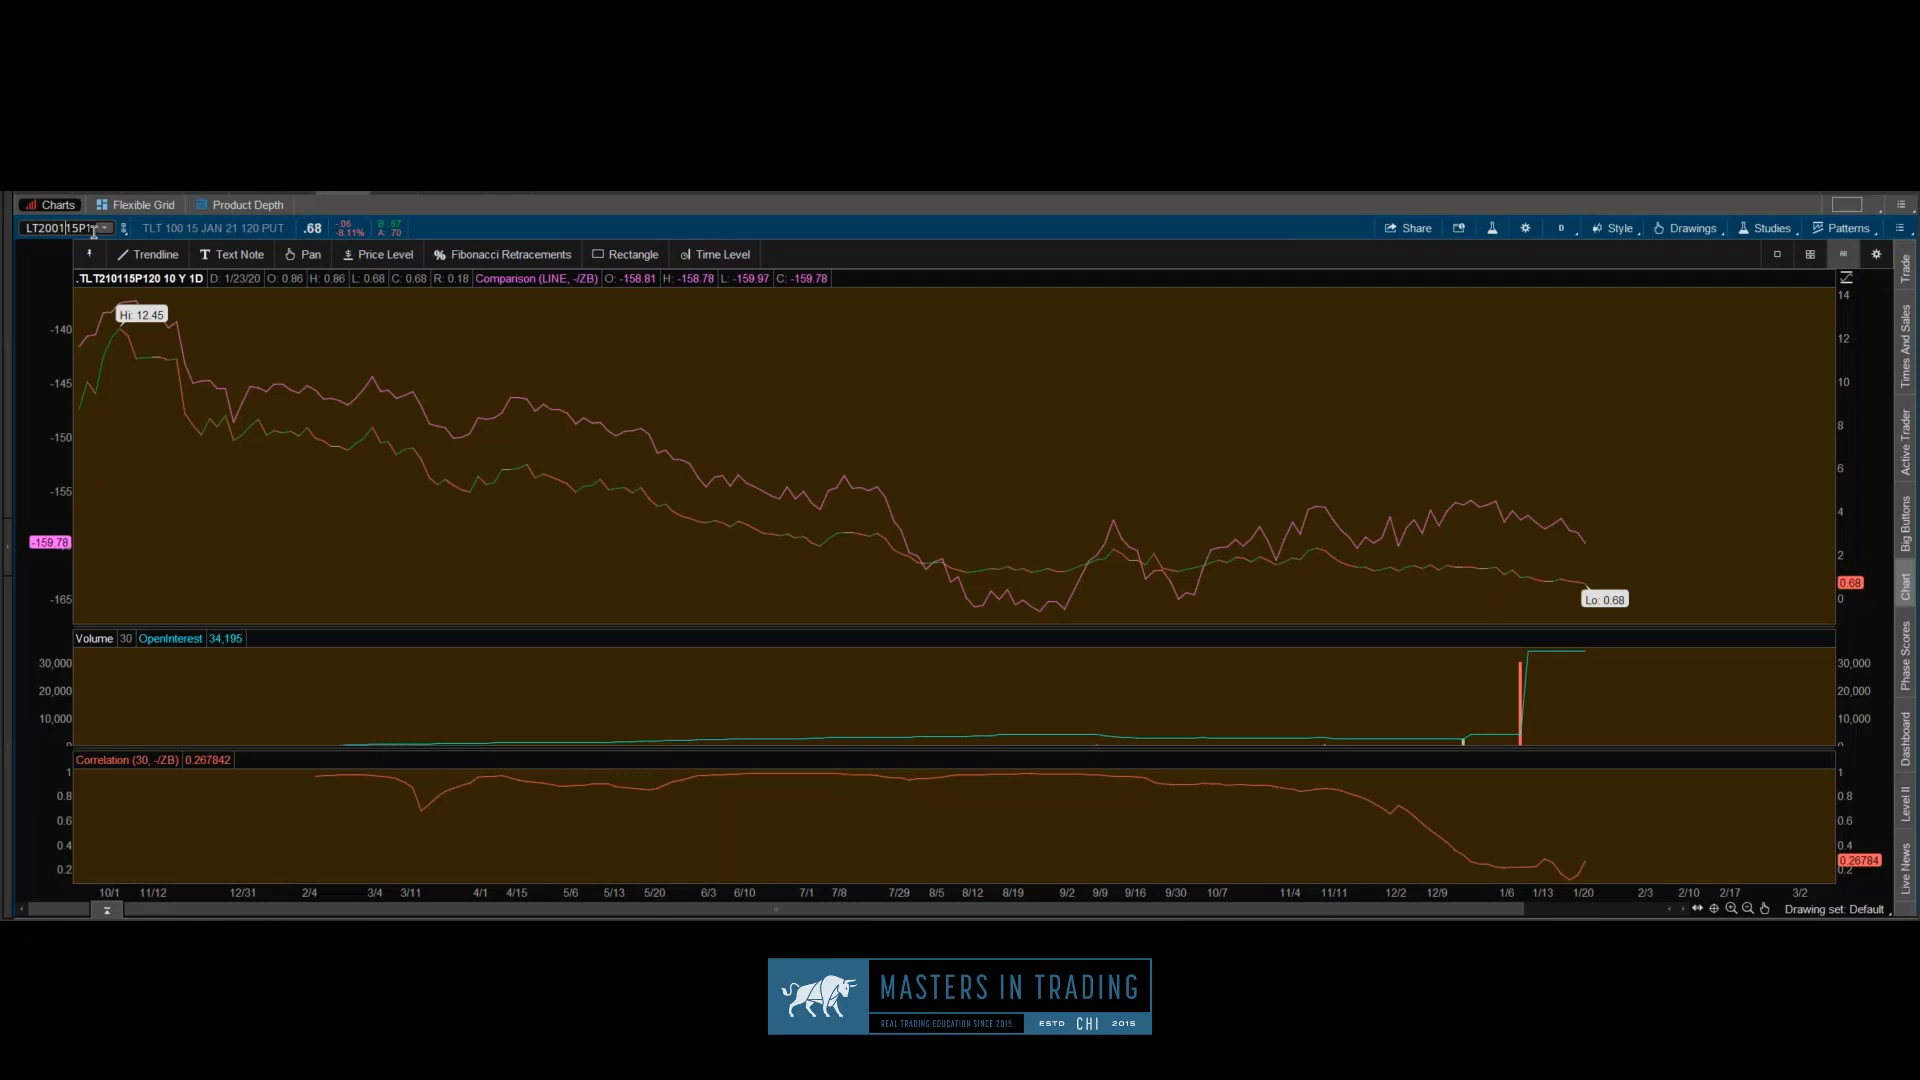 Charts Flexible Grid Product Depth
LT200115P1 TLT 100 15 JAN 21 120 PUT .68 -.06 -8.11% B: .67 A: .70 Share D Style Drawings Studies Patterns
Trendline T Text Note Pan $ Price Level % Fibonacci Retracements Rectangle Time Level
.TLT210115P120 10 Y 1D D: 1/23/20 O: 0.86 H: 0.86 L: 0.68 C: 0.68 R: 0.18 Comparison (LINE, -/ZB) O: -158.81 H: -158.78 L: -159.97 C: -159.78
Hi: 12.45
-140
-145
-150
-155
-159.78
-165
14
12
10
8
6
4
2
0.68
0
Lo: 0.68
Volume 30 OpenInterest 34,195
30,000 30,000
20,000 20,000
10,000 10,000
Correlation (30, -/ZB) 0.267842
1 1
0.8 0.8
0.6 0.6
0.4 0.4
0.26784
0.2 0.2
10/1 11/12 12/31 2/4 3/4 3/11 4/1 4/15 5/6 5/13 5/20 6/3 6/10 7/1 7/8 7/29 8/5 8/12 8/19 9/2 9/9 9/16 9/30 10/7 11/4 11/11 12/2 12/9 1/6 1/13 1/20 2/3 2/10 2/17 3/2
Drawing set: Default
Trade
Times And Sales
Active Trader
Big Buttons
Chart
Phase Scores
Dashboard
Level II
Live News
MASTERS IN TRADING
REAL TRADING EDUCATION SINCE 2015 ESTD CHI 2015